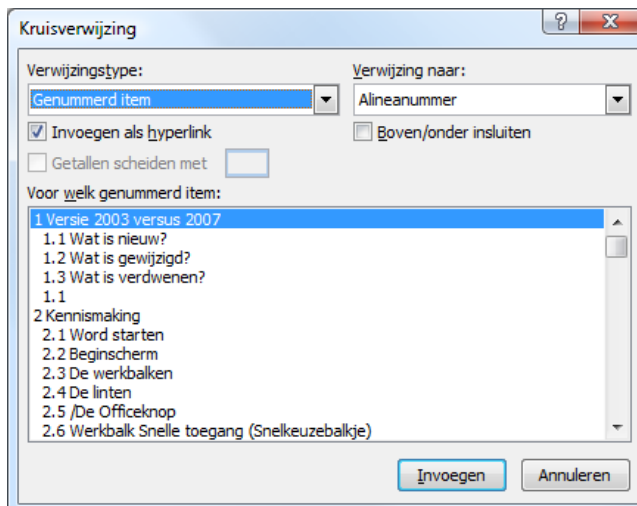 Kruisverwijzing
Verwijzingstype:
Verwijzing naar:
Genummerd item
Alineanummer
Invoegen als hyperlink
Boven/onder insluiten
Getallen scheiden met
Voor welk genummerd item:
1 Versie 2003 versus 2007
1.1 Wat is nieuw?
1.2 Wat is gewijzigd?
1.3 Wat is verdwenen?
1.1
2 Kennismaking
2.1 Word starten
2.2 Beginscherm
2.3 De werkbalken
2.4 De linten
2.5 /De Officeknop
2.6 Werkbalk Snelle toegang (Snelkeuzebalkje)
Invoegen
Annuleren